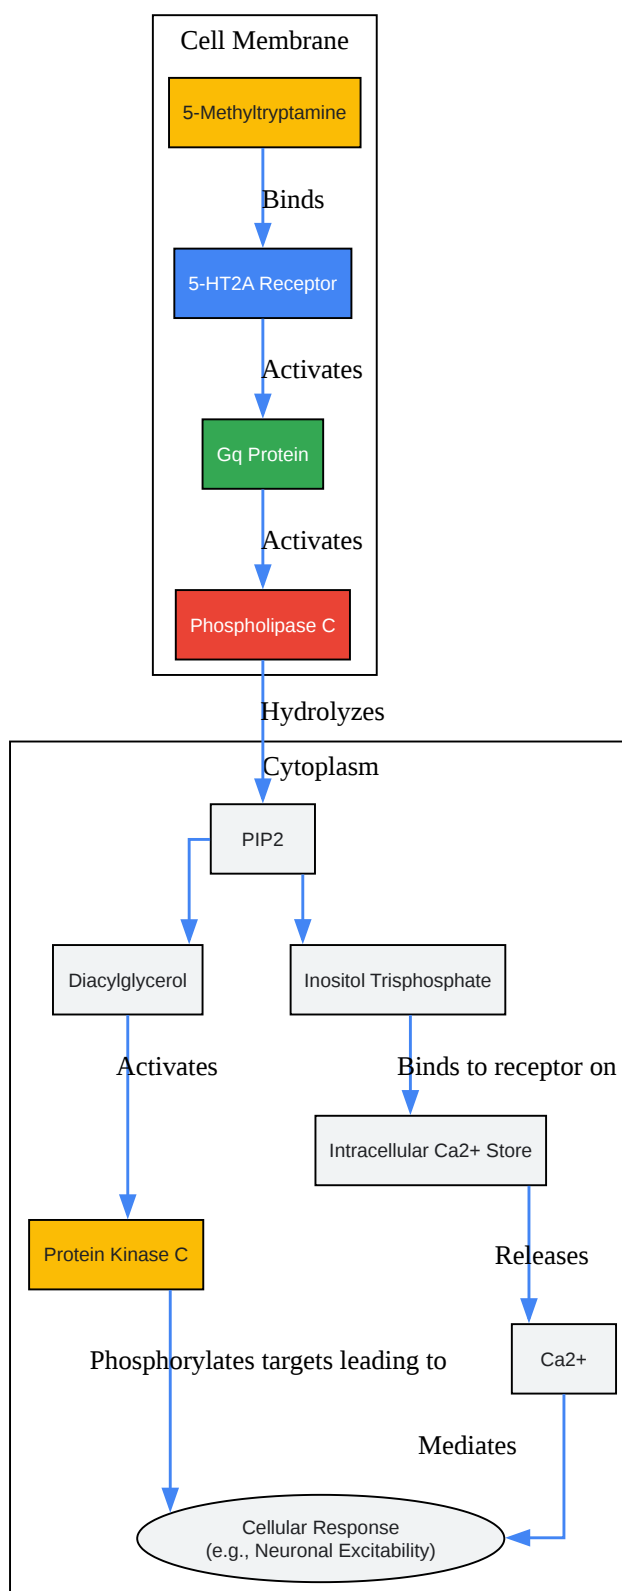 Cell Membrane
5-Methyltryptamine
Binds
5-HT2A Receptor
Activates
Gq Protein
Activates
Phospholipase C
Hydrolyzes
Cytoplasm
PIP2
Diacylglycerol
Inositol Trisphosphate
Activates
Binds to receptor on
Intracellular Ca2+ Store
Protein Kinase C
Releases
Phosphorylates targets leading to
Ca2+
Mediates
Cellular Response
(e.g., Neuronal Excitability)